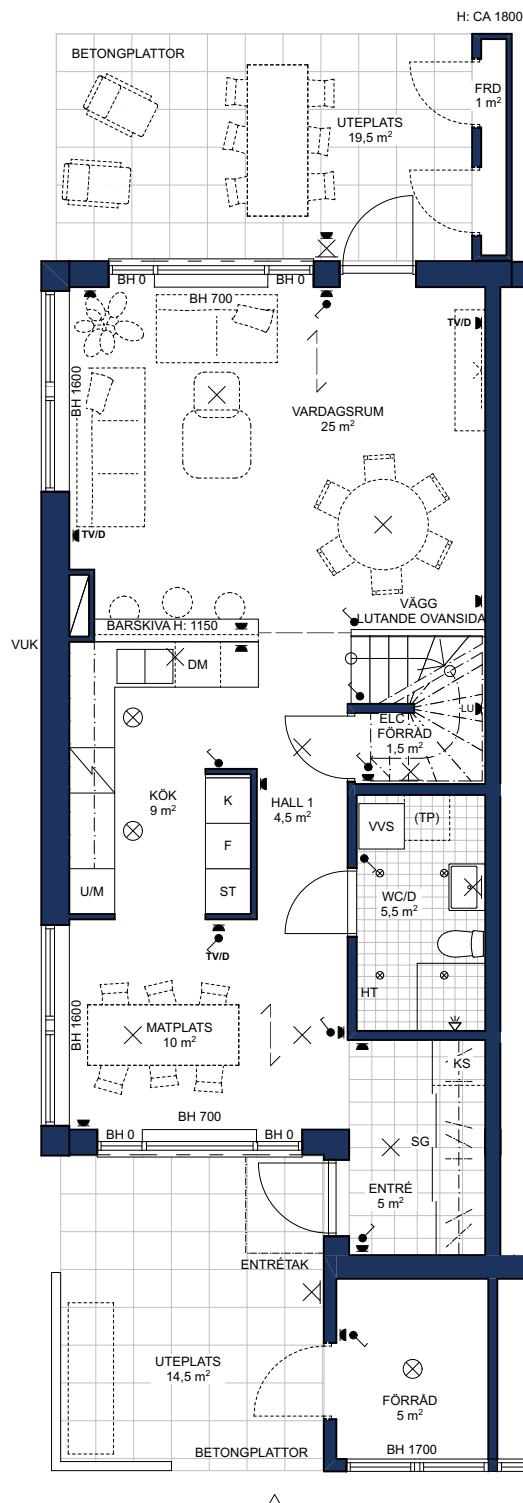 H: CA 1800
BETONGPLATTOR
FRD
1 m²
UTEPLATS
19,5 m²
BH 0
BH 0
BH 700
TV/D
BH 1600
VARDAGSRUM
25 m²
TV/D
VÄGG
LUTANDE OVANSIDA
BARSKIVA H: 1150
VUK
DM
LU
ELC
FÖRRÅD
1,5 m²
KÖK
9 m²
K
HALL 1
4,5 m²
VVS
(TP)
F
U/M
ST
WC/D
5,5 m²
TV/D
HT
BH 1600
MATPLATS
10 m²
KS
BH 700
BH 0
BH 0
SG
ENTRÉ
5 m²
ENTRÉTAK
UTEPLATS
14,5 m²
FÖRRÅD
5 m²
BETONGPLATTOR
BH 1700